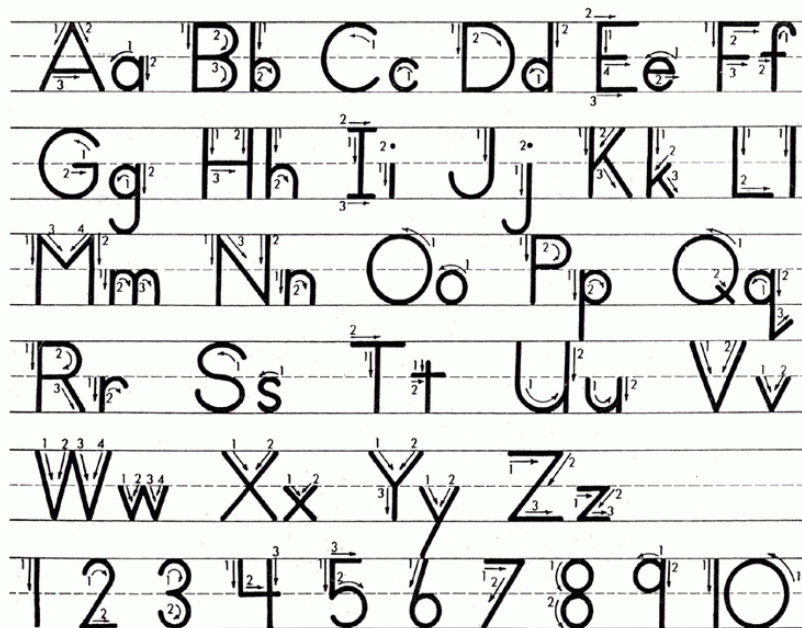 Aa Bb Cc Dd Ee Ff
Gg Hh Ii Jj Kk Ll
Mm Nn Oo Pp Qq
Rr Ss Tt Uu Vv
Ww Xx Yy Zz
1 2 3 4 5 6 7 8 9 10